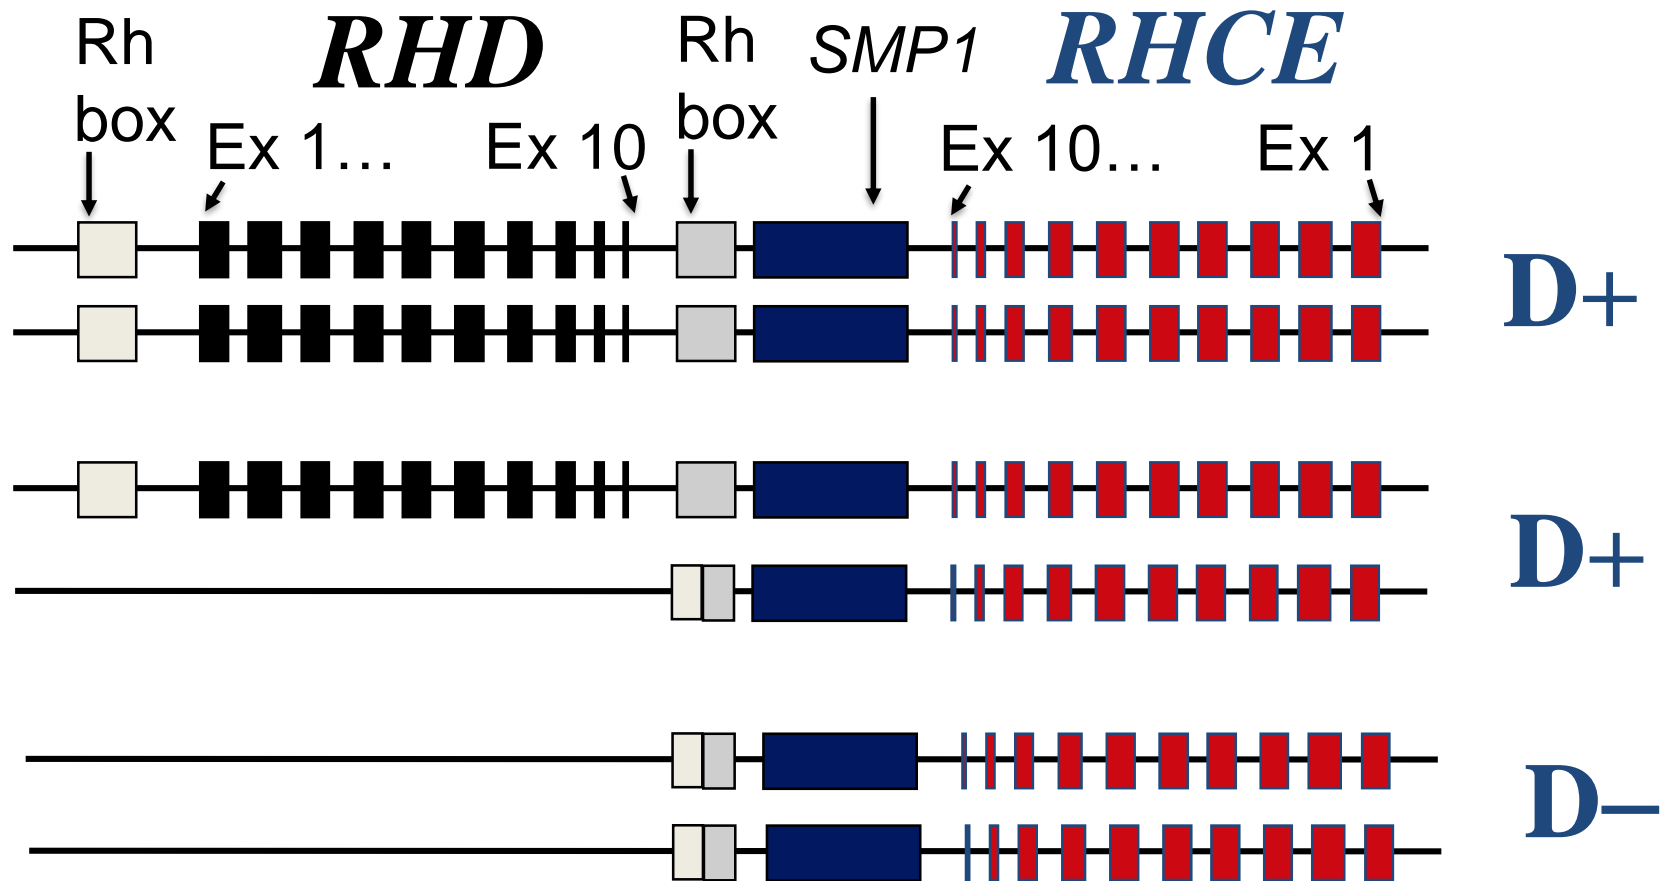 Rh box
RHD
Rh box
SMP1
RHCE
Ex 1…
Ex 10
Ex 10…
Ex 1
D+
D+
D–